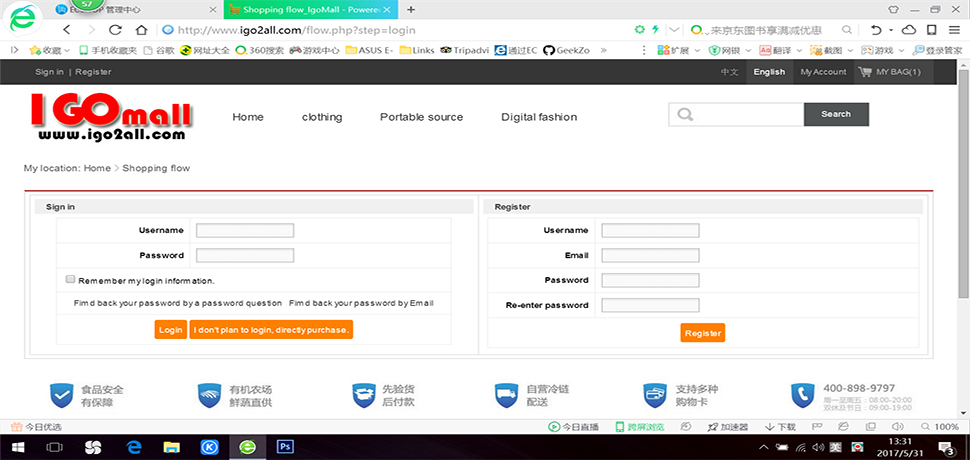 57
管理中心
Shopping flow_IgoMall - Powere
http://www.igo2all.com/flow.php?step=login
来京东图书享满减优惠
收藏 手机收藏夹 谷歌 网址大全 360搜索 游戏中心 ASUS E- Links Tripadvi 通过EC GeekZo »
扩展 网银 翻译 截图 游戏 登录管家
Sign in | Register
中文 English My Account MY BAG(1)
IGOmall
www.igo2all.com
Home clothing Portable source Digital fashion
Search
My location: Home > Shopping flow
Sign in
Username
Password
Remember my login information.
Fimd back your password by a password question Fimd back your password by Email
Login I don't plan to login, directly purchase.
Register
Username
Email
Password
Re-enter password
Register
食品安全
有保障
有机农场
鲜蔬直供
先验货
后付款
自营冷链
配送
支持多种
购物卡
400-898-9797
周一至周五：08:00-20:00
双休及节日：09:00-19:00
今日优选
今日直播 跨屏浏览 加速器 下载 100%
英
13:31
2017/5/31
3